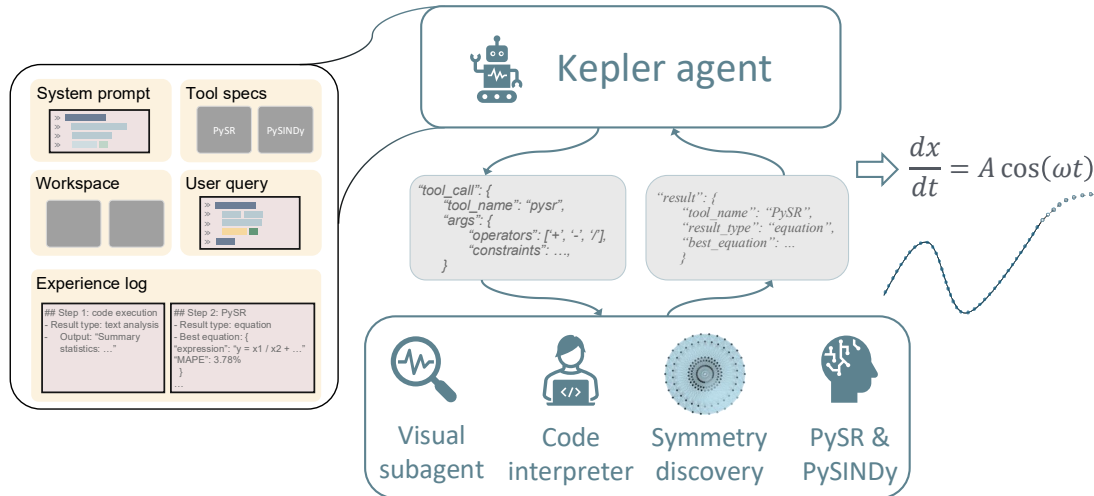 Kepler agent
System prompt
Tool specs
PySR
PySINDy
Workspace
User query
Experience log
## Step 1: code execution
- Result type: text analysis
- Output: “Summary
statistics: …”
## Step 2: PySR
- Result type: equation
- Best equation: {
“expression”: “y = x1 / x2 + …”
“MAPE”: 3.78%
}
…
“tool_call”: {
“tool_name”: “pysr”,
“args”: {
“operators”: [‘+’, ‘-’, ‘/’],
“constraints”: …,
}
“result”: {
“tool_name”: “PySR”,
“result_type”: “equation”,
“best_equation”: …
}
dx
dt
= A cos(ωt)
Visual
subagent
</>
Code
interpreter
Symmetry
discovery
PySR &
PySINDy